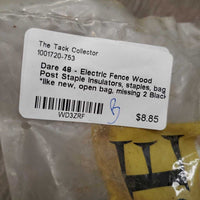 The Tack Collector
1001720-753
Dare 48 - Electric Fence Wood
Post Staple Insulators, staples, bag
*like new, open bag, missing 2 Black
WD3ZRF
$8.85